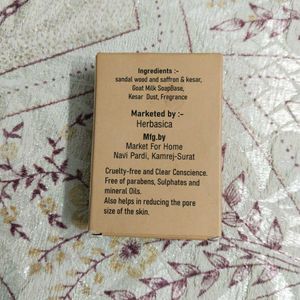 Ingredients :-
sandal wood and saffron & kesar,
Goat Milk SoapBase,
Kesar Dust, Fregrance
Marketed by :-
Herbasica
Mfg.by
Market For Home
Navi Pardi, Kamrej-Surat
Cruelty-free and Clear Conscience.
Free of parabens, Sulphates and
mineral Oils.
Also helps in reducing the pore
size of the skin.